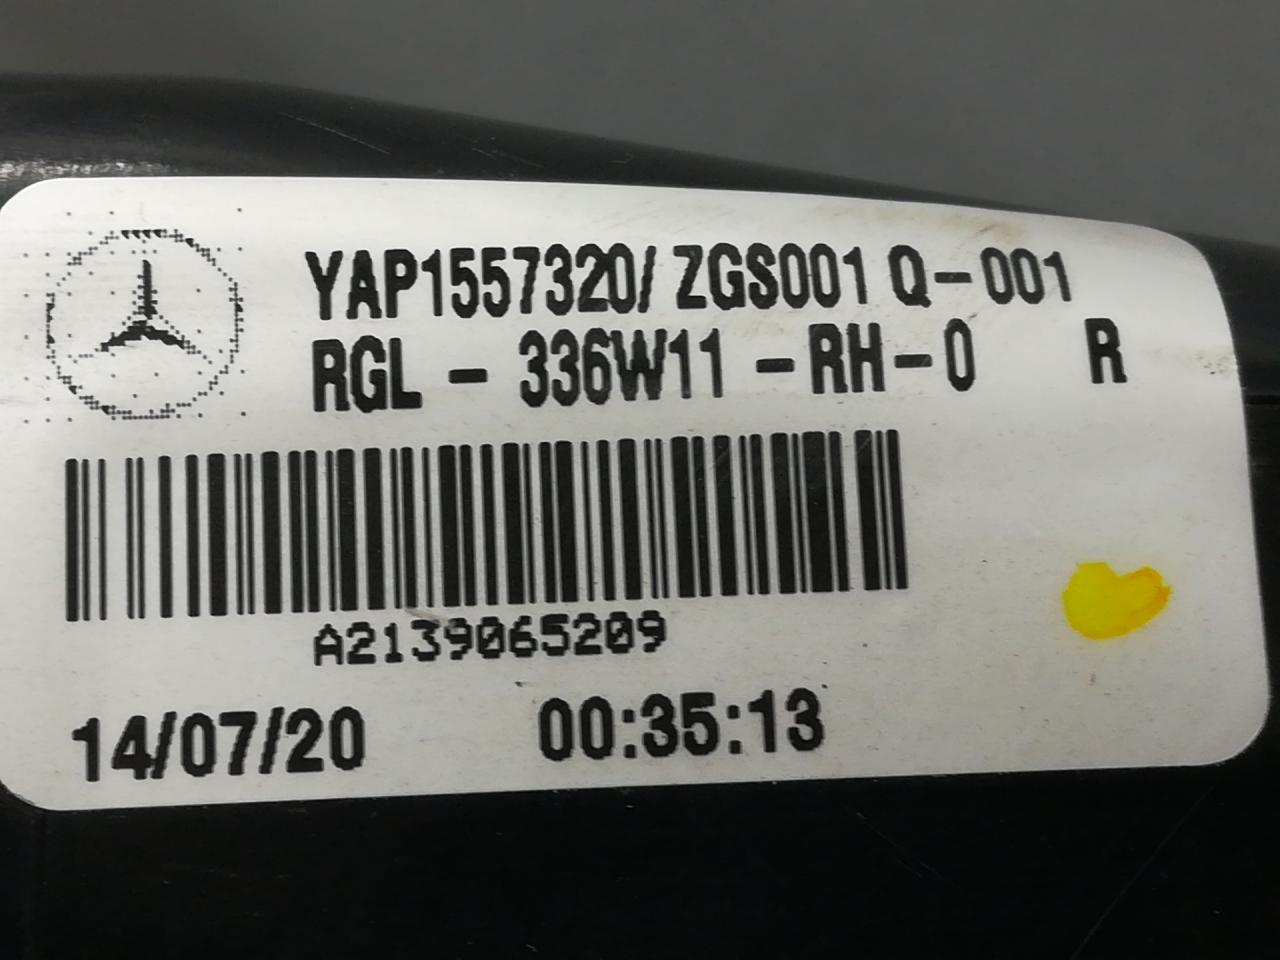 YAP1557320/ ZGS001 Q-001
RGL - 336W11 -RH-0 R
A2139065209
14/07/20 00:35:13